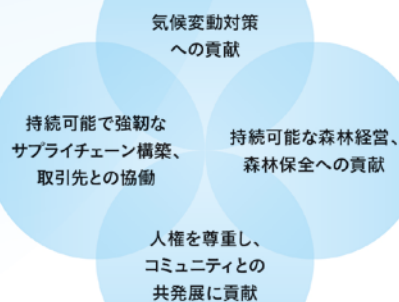 気候変動対策
への貢献
持続可能で強靭な
サプライチェーン構築、
取引先との協働
持続可能な森林経営、
森林保全への貢献
人権を尊重し、
コミュニティとの
共発展に貢献